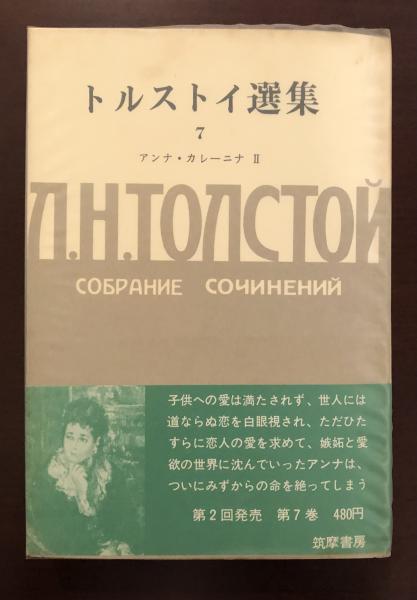 トルストイ選集
7
アンナ・カレーニナ II
Л.Н.ТОЛСТОЙ
СОБРАНИЕ СОЧИНЕНИЙ
子供への愛は満たされず、世人には
道ならぬ恋を白眼視され、ただひた
すらに恋人の愛を求めて、嫉妬と愛
欲の世界に沈んでいったアンナは、
ついにみずからの命を絶ってしまう
第2回発売 第7巻 480円
筑摩書房